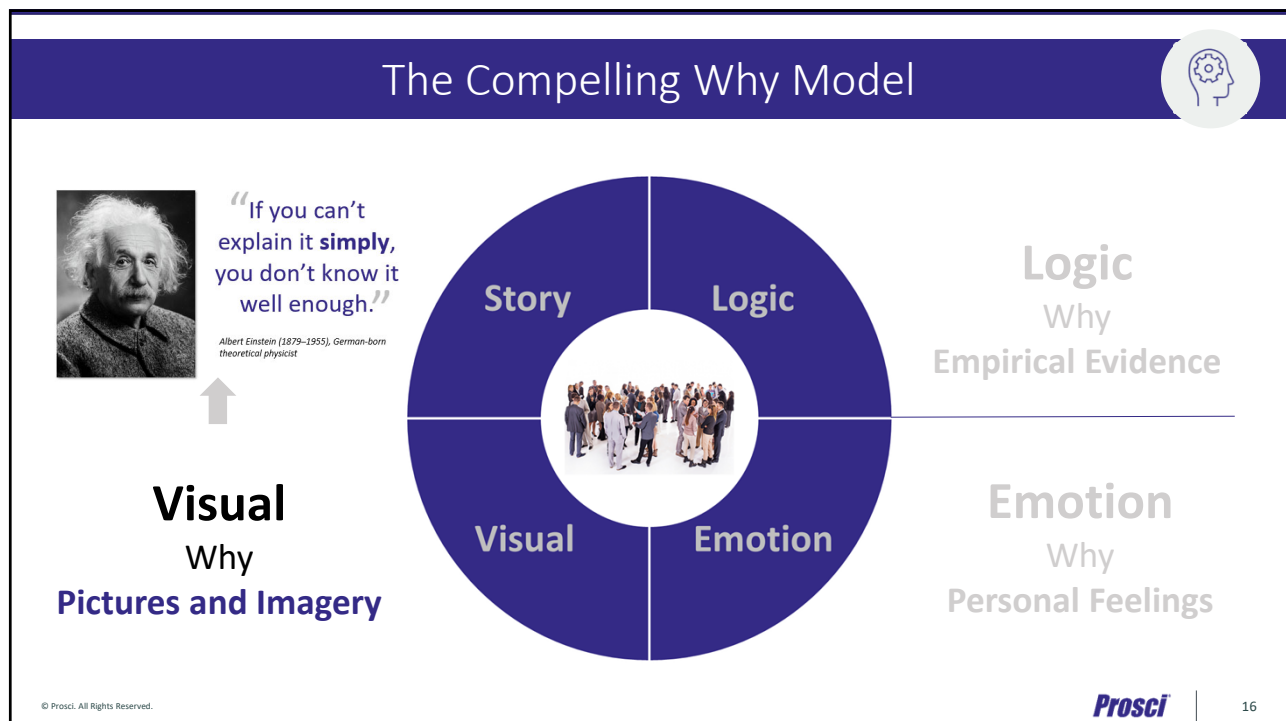 The Compelling Why Model
“If you can’t
explain it simply,
you don’t know it
well enough.”
Albert Einstein (1879–1955), German-born
theoretical physicist
Visual
Why
Pictures and Imagery
Story
Logic
Visual
Emotion
Logic
Why
Empirical Evidence
Emotion
Why
Personal Feelings
© Prosci. All Rights Reserved.
Prosci
16